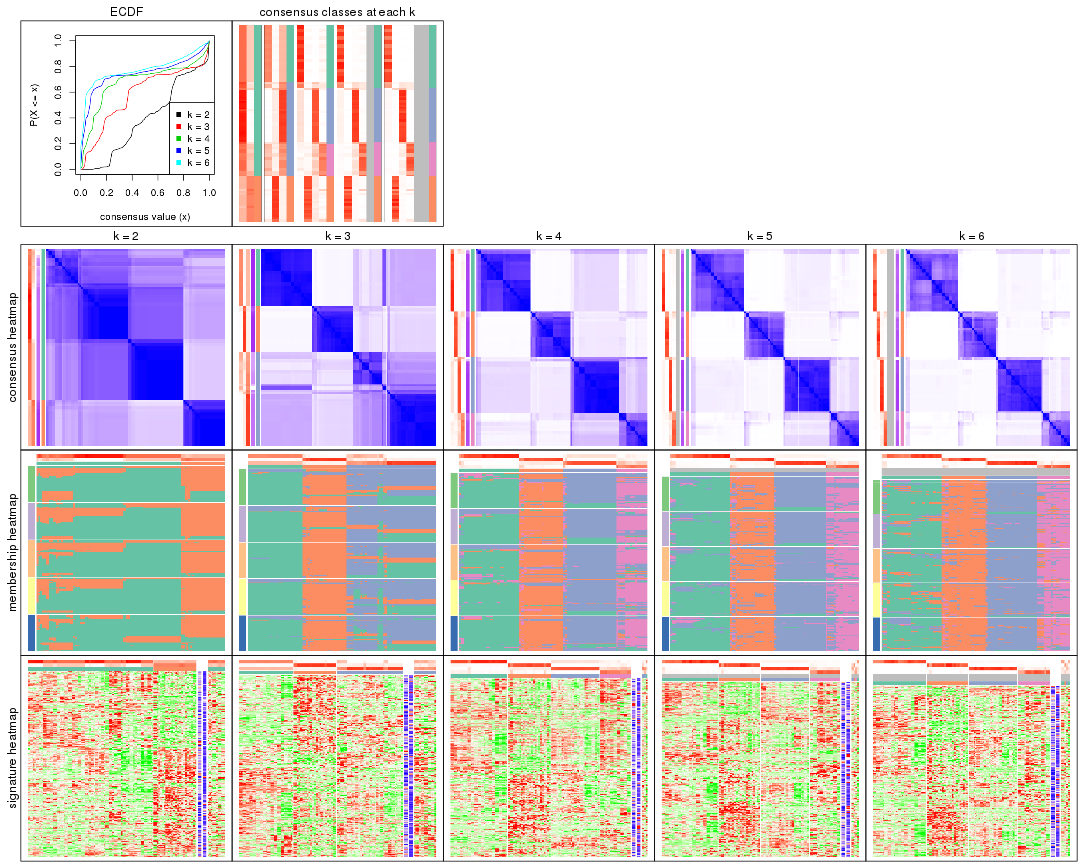 ECDF
consensus classes at each k
P(X <= x)
1.0
0.8
0.6
0.4
0.2
0.0
k = 2
k = 3
k = 4
k = 5
k = 6
0.0 0.2 0.4 0.6 0.8 1.0
consensus value (x)
k = 2
k = 3
k = 4
k = 5
k = 6
consensus heatmap
membership heatmap
signature heatmap